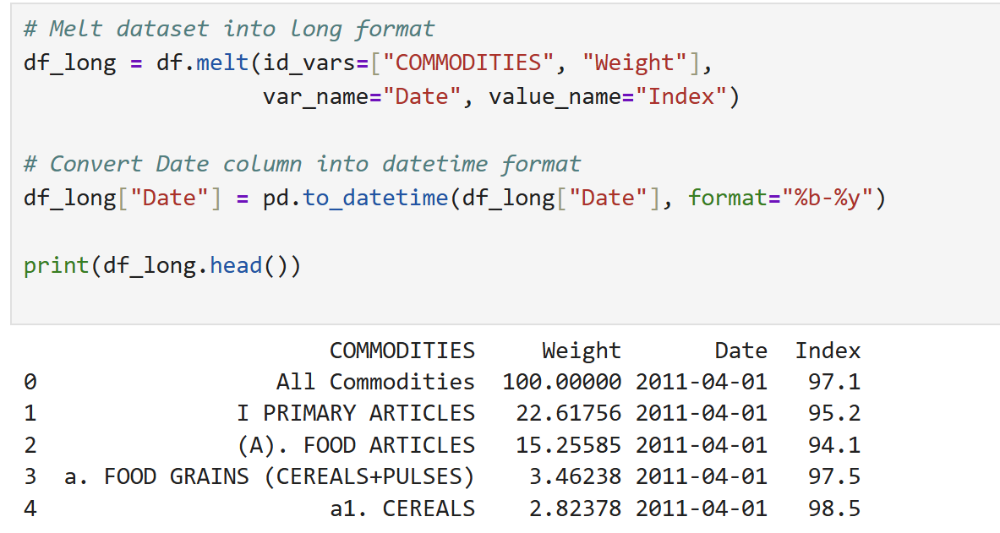 # Melt dataset into long format
df_long = df.melt(id_vars=["COMMODITIES", "Weight"],
                  var_name="Date", value_name="Index")
# Convert Date column into datetime format
df_long["Date"] = pd.to_datetime(df_long["Date"], format="%b-%y")
print(df_long.head())
COMMODITIES Weight Date Index
0 All Commodities 100.00000 2011-04-01 97.1
1 I PRIMARY ARTICLES 22.61756 2011-04-01 95.2
2 (A). FOOD ARTICLES 15.25585 2011-04-01 94.1
3 a. FOOD GRAINS (CEREALS+PULSES) 3.46238 2011-04-01 97.5
4 a1. CEREALS 2.82378 2011-04-01 98.5